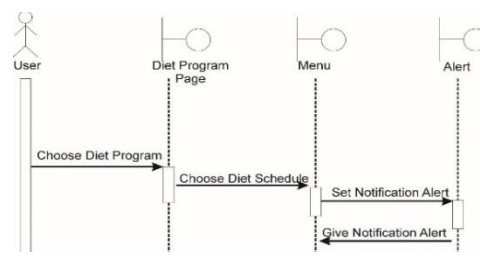 User
Diet Program
Page
Menu
Alert
Choose Diet Program
Choose Diet Schedule
Set Notification Alert
Give Notification Alert